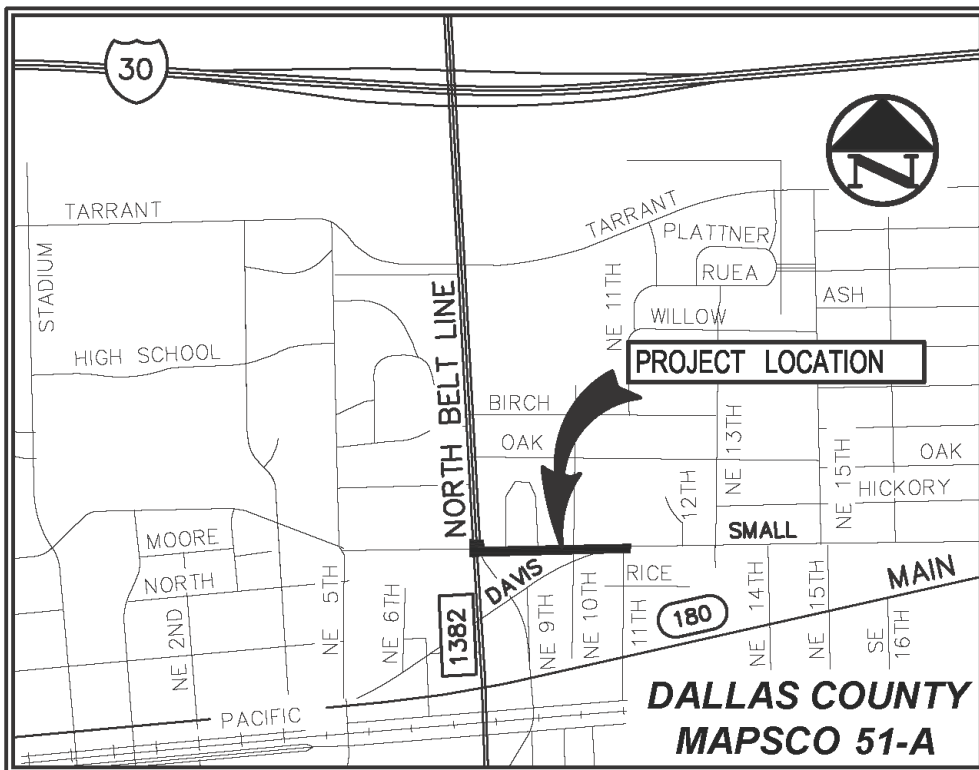 30
N
TARRANT
TARRANT
PLATTNER
STADIUM
RUEA
NE 11TH
ASH
NORTH BELT LINE
WILLOW
HIGH SCHOOL
PROJECT LOCATION
BIRCH
OAK
NE 13TH
NE 15TH
OAK
12TH
HICKORY
MOORE
SMALL
NORTH
DAVIS
RICE
MAIN
NE 2ND
NE 5TH
NE 6TH
1382
NE 9TH
NE 10TH
11TH
180
NE 14TH
NE 15TH
SE 16TH
PACIFIC
DALLAS COUNTY
MAPSCO 51-A